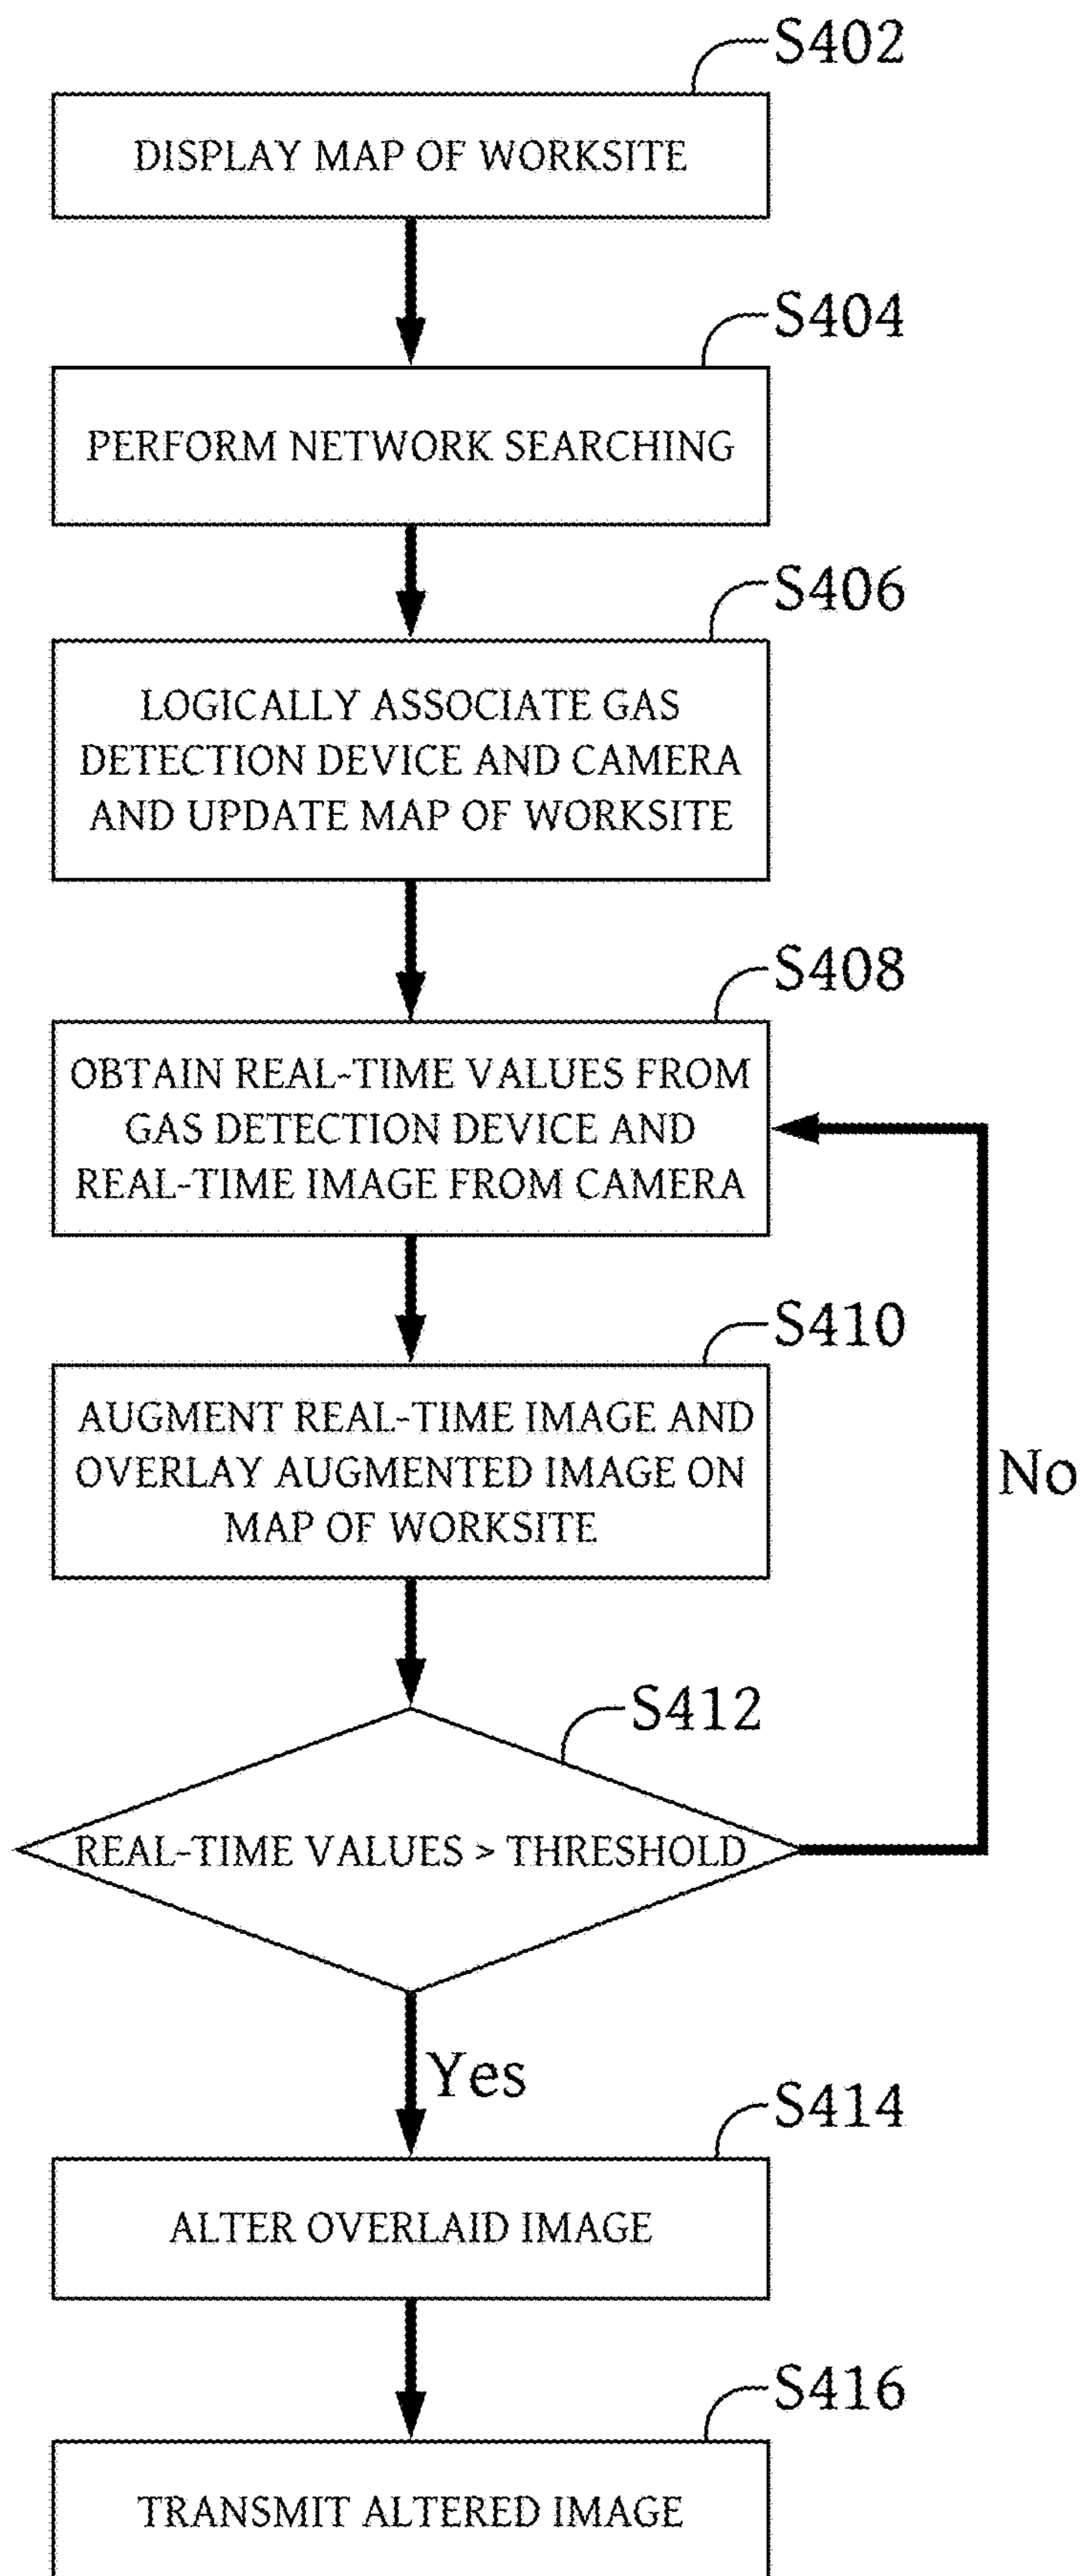 S402
DISPLAY MAP OF WORKSITE
S404
PERFORM NETWORK SEARCHING
S406
LOGICALLY ASSOCIATE GAS
DETECTION DEVICE AND CAMERA
AND UPDATE MAP OF WORKSITE
S408
OBTAIN REAL-TIME VALUES FROM
GAS DETECTION DEVICE AND
REAL-TIME IMAGE FROM CAMERA
S410
AUGMENT REAL-TIME IMAGE AND
OVERLAY AUGMENTED IMAGE ON
MAP OF WORKSITE
No
S412
REAL-TIME VALUES > THRESHOLD
Yes
S414
ALTER OVERLAID IMAGE
S416
TRANSMIT ALTERED IMAGE